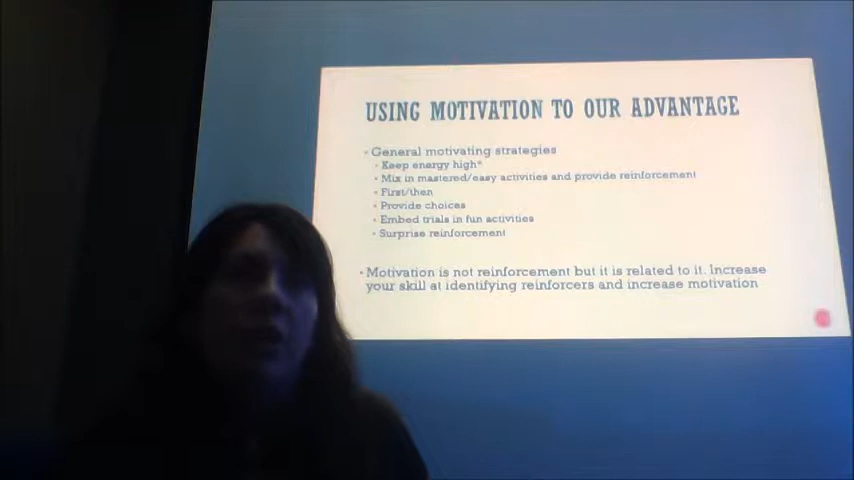 USING MOTIVATION TO OUR ADVANTAGE
• General motivating strategies
• Keep energy high*
• Mix in mastered/easy activities and provide reinforcement
• First/then
• Provide choices
• Embed trials in fun activities
• Surprise reinforcement
• Motivation is not reinforcement but it is related to it. Increase
your skill at identifying reinforcers and increase motivation